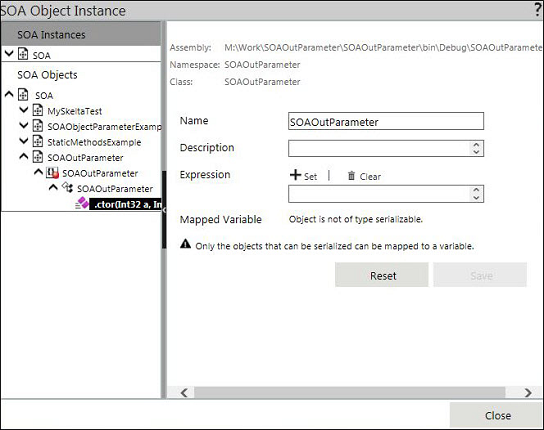 SOA Object Instance
?
SOA Instances
SOA
SOA Objects
SOA
MySkeltaTest
SOAObjectParameterExamp
StaticMethodsExample
SOAOutParameter
SOAOutParameter
SOAOutParameter
.ctor(Int32 a, In
Assembly: M:\Work\SOAOutParameter\SOAOutParameter\bin\Debug\SOAOutParame
Namespace: SOAOutParameter
Class: SOAOutParameter
Name SOAOutParameter
Description
Expression Set | Clear
Mapped Variable Object is not of type serializable.
Only the objects that can be serialized can be mapped to a variable.
Reset Save
Close